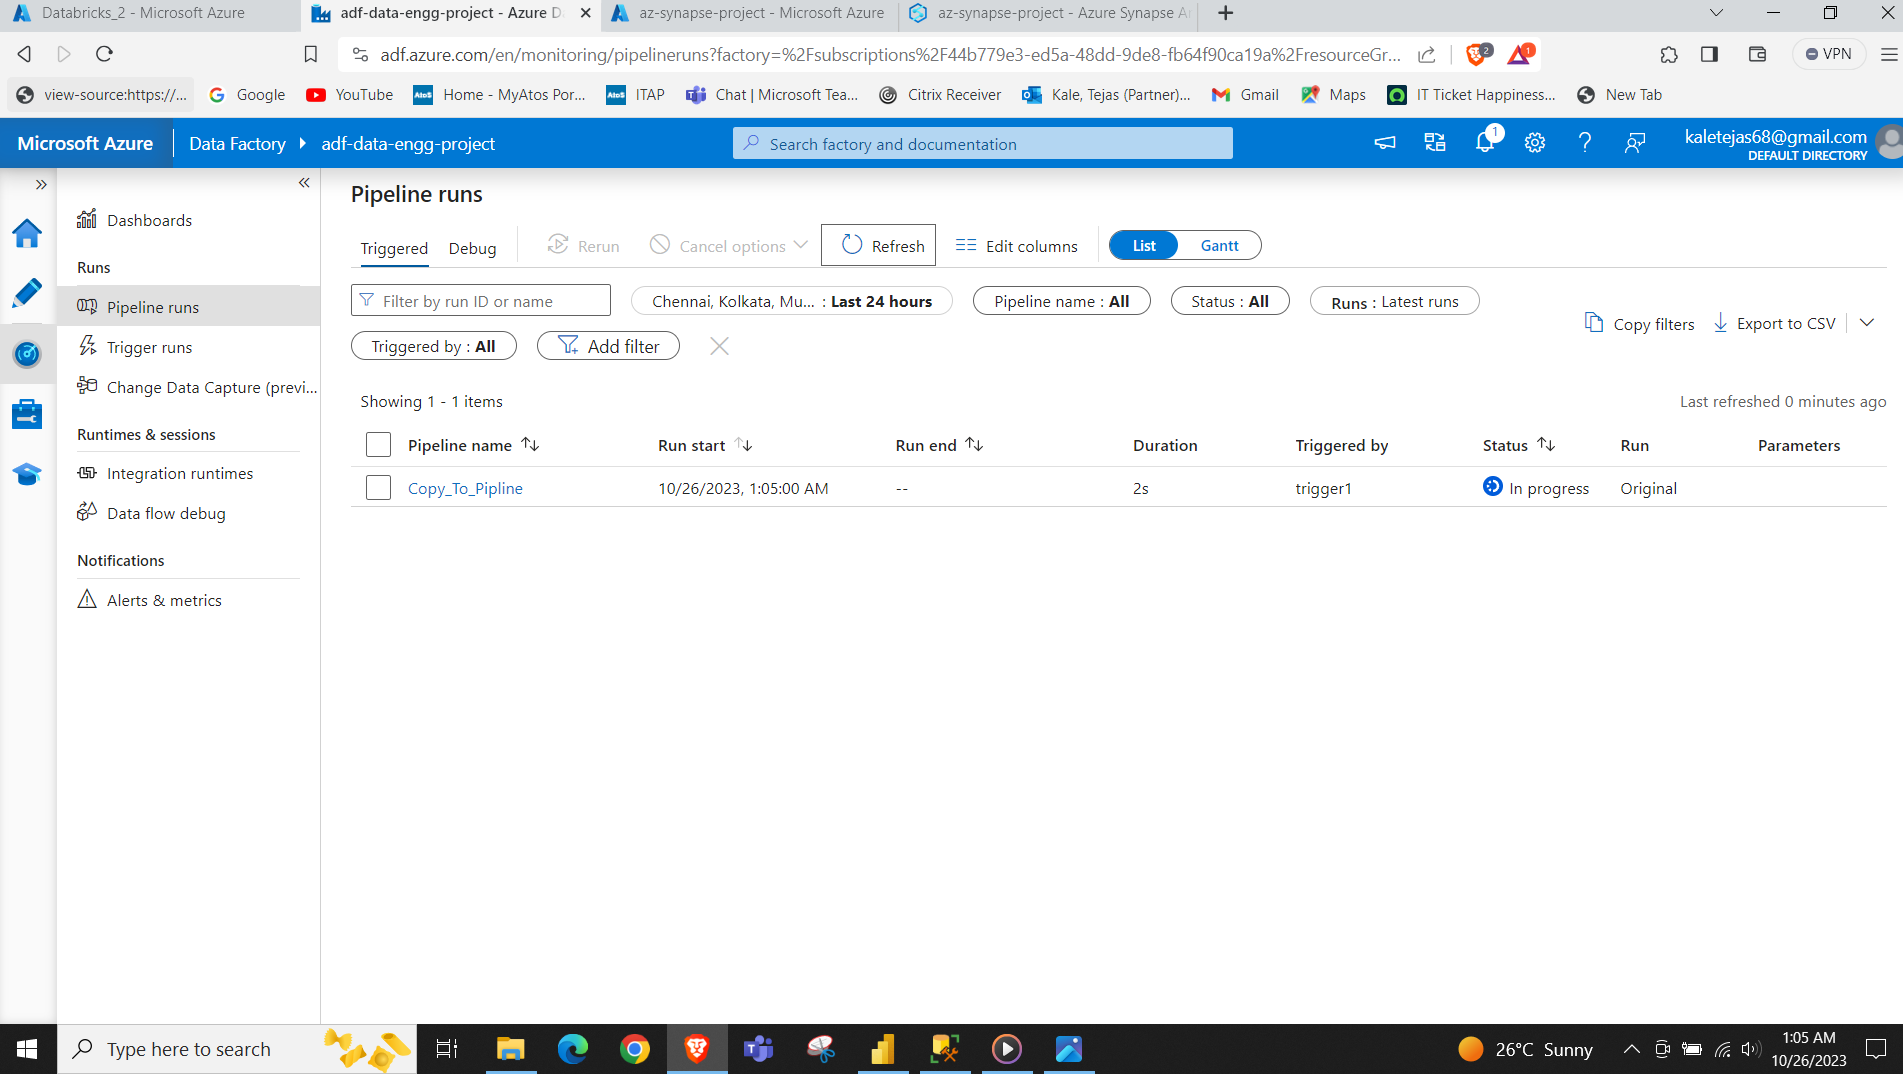 Databricks_2 - Microsoft Azure
adf-data-engg-project - Azure D
az-synapse-project - Microsoft Azure
az-synapse-project - Azure Synapse A
adf.azure.com/en/monitoring/pipelineruns?factory=%2Fsubscriptions%2F44b779e3-ed5a-48dd-9de8-fb64f90ca19a%2FresourceGr...
2
1
VPN
view-source:https://...
Google
YouTube
Atos
Home - MyAtos Por...
Atos
ITAP
Chat | Microsoft Tea...
Citrix Receiver
Kale, Tejas (Partner)...
Gmail
Maps
IT Ticket Happiness...
New Tab
Microsoft Azure
Data Factory
adf-data-engg-project
Search factory and documentation
1
kaletejas68@gmail.com
DEFAULT DIRECTORY
Dashboards
Runs
Pipeline runs
Trigger runs
Change Data Capture (previ...
Runtimes & sessions
Integration runtimes
Data flow debug
Notifications
Alerts & metrics
Pipeline runs
Triggered
Debug
Rerun
Cancel options
Refresh
Edit columns
List
Gantt
Filter by run ID or name
Chennai, Kolkata, Mu... : Last 24 hours
Pipeline name : All
Status : All
Runs : Latest runs
Triggered by : All
Add filter
Copy filters
Export to CSV
Showing 1 - 1 items
Last refreshed 0 minutes ago
Pipeline name Run start Run end Duration Triggered by Status Run Parameters
Copy_To_Pipline 10/26/2023, 1:05:00 AM -- 2s trigger1 In progress Original
Type here to search
26°C Sunny
1:05 AM
10/26/2023